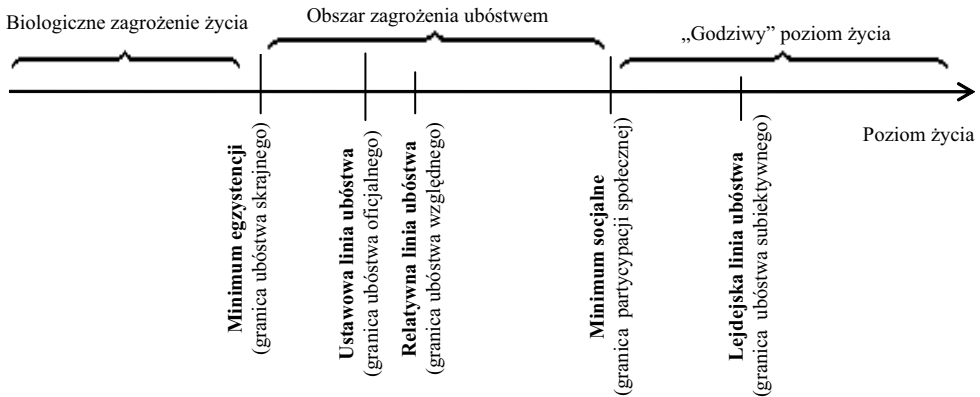 Biologiczne zagrożenie życia
Obszar zagrożenia ubóstwem
„Godziwy” poziom życia
Poziom życia
Minimum egzystencji
(granica ubóstwa skrajnego)
Ustawowa linia ubóstwa
(granica ubóstwa oficjalnego)
Relatywna linia ubóstwa
(granica ubóstwa względnego)
Minimum socjalne
(granica partycypacji społecznej)
Lejdejska linia ubóstwa
(granica ubóstwa subiektywnego)